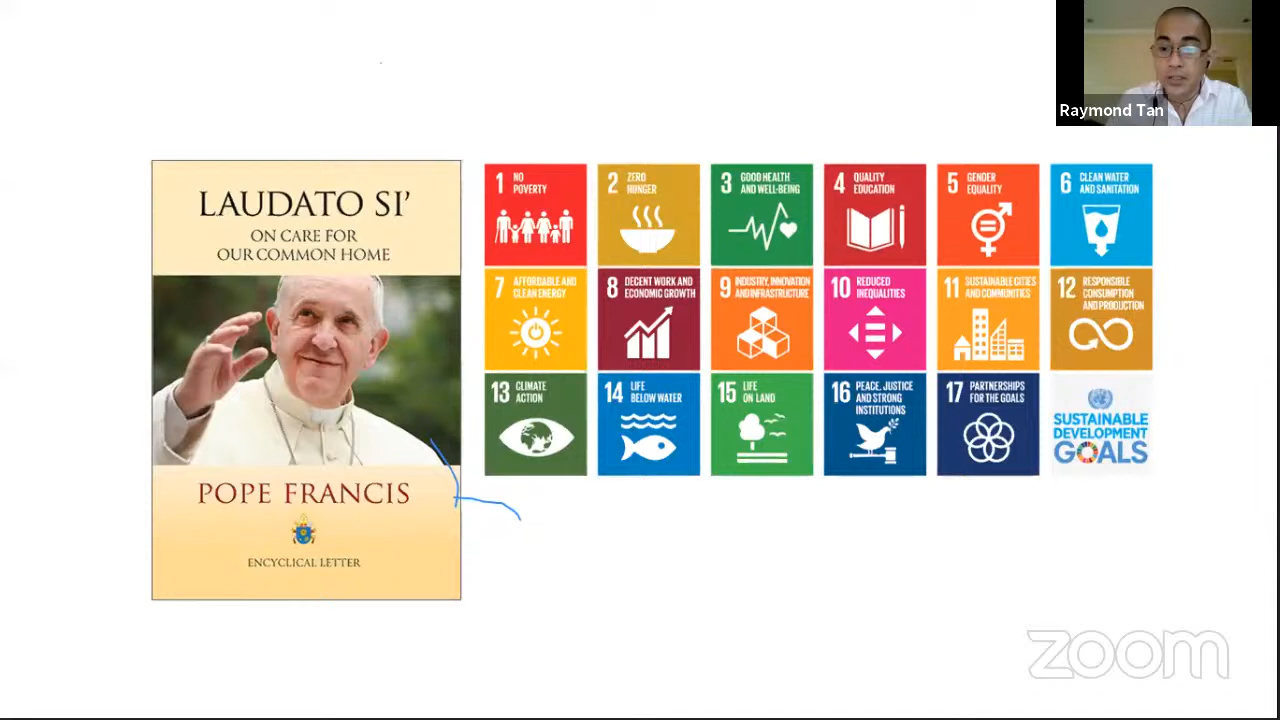 Raymond Tan
LAUDATO SI’
ON CARE FOR
OUR COMMON HOME
POPE FRANCIS
ENCYCLICAL LETTER
1 NO
POVERTY
2 ZERO
HUNGER
3 GOOD HEALTH
AND WELL-BEING
4 QUALITY
EDUCATION
5 GENDER
EQUALITY
6 CLEAN WATER
AND SANITATION
7 AFFORDABLE AND
CLEAN ENERGY
8 DECENT WORK AND
ECONOMIC GROWTH
9 INDUSTRY, INNOVATION
AND INFRASTRUCTURE
10 REDUCED
INEQUALITIES
11 SUSTAINABLE CITIES
AND COMMUNITIES
12 RESPONSIBLE
CONSUMPTION
AND PRODUCTION
13 CLIMATE
ACTION
14 LIFE
BELOW WATER
15 LIFE
ON LAND
16 PEACE, JUSTICE
AND STRONG
INSTITUTIONS
17 PARTNERSHIPS
FOR THE GOALS
SUSTAINABLE
DEVELOPMENT
GOALS
zoom